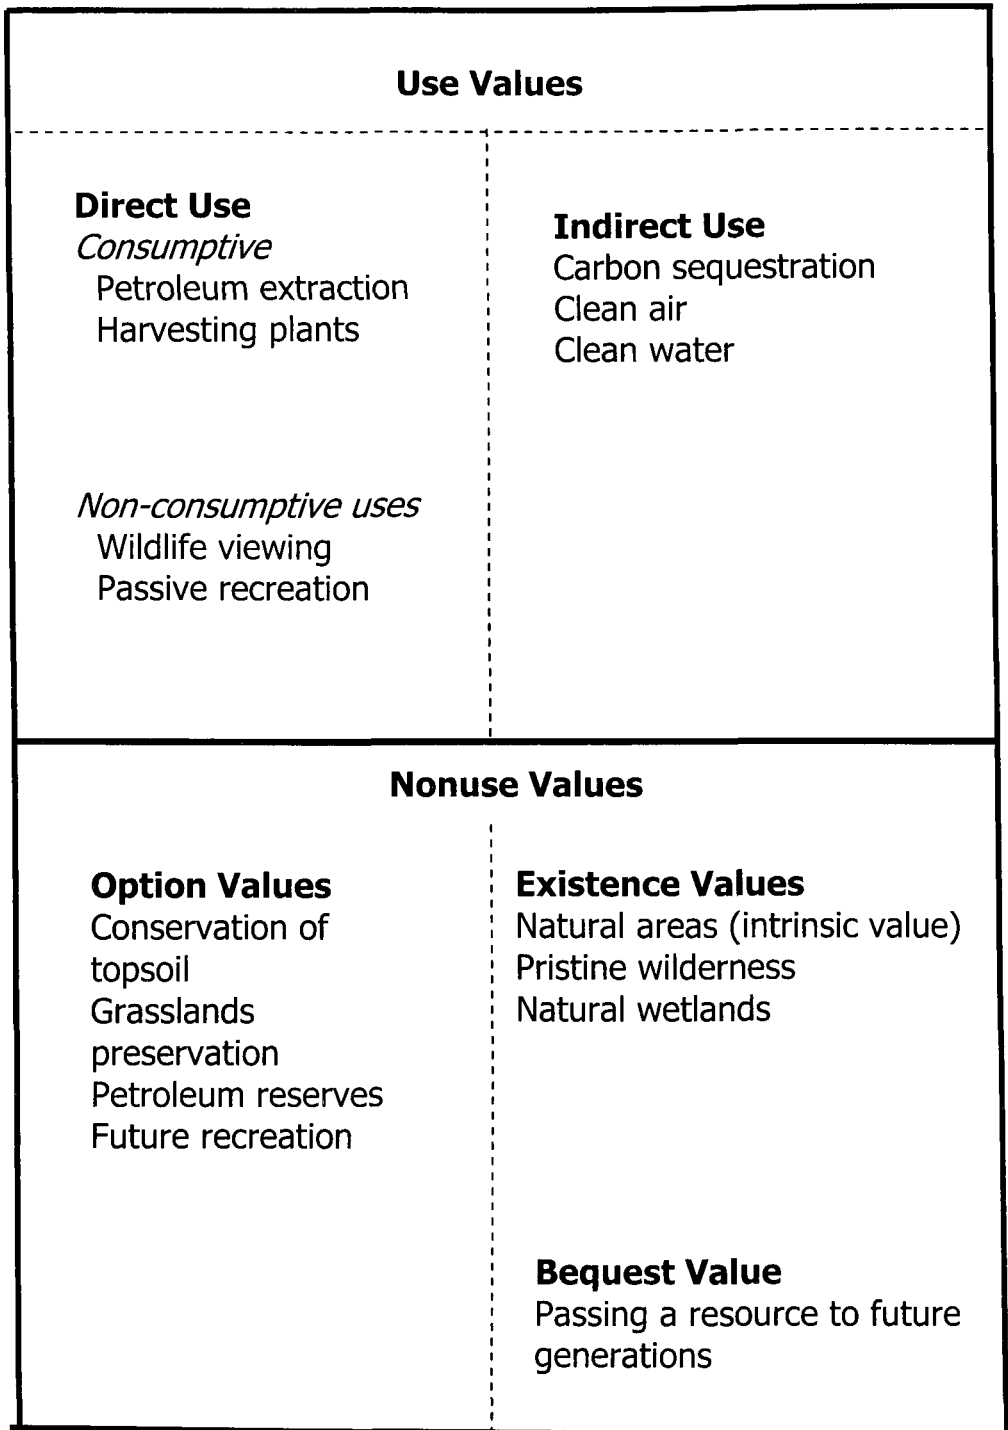 Use Values
Direct Use
Consumptive
Petroleum extraction
Harvesting plants
Non-consumptive uses
Wildlife viewing
Passive recreation
Indirect Use
Carbon sequestration
Clean air
Clean water
Nonuse Values
Option Values
Conservation of
topsoil
Grasslands
preservation
Petroleum reserves
Future recreation
Existence Values
Natural areas (intrinsic value)
Pristine wilderness
Natural wetlands
Bequest Value
Passing a resource to future
generations